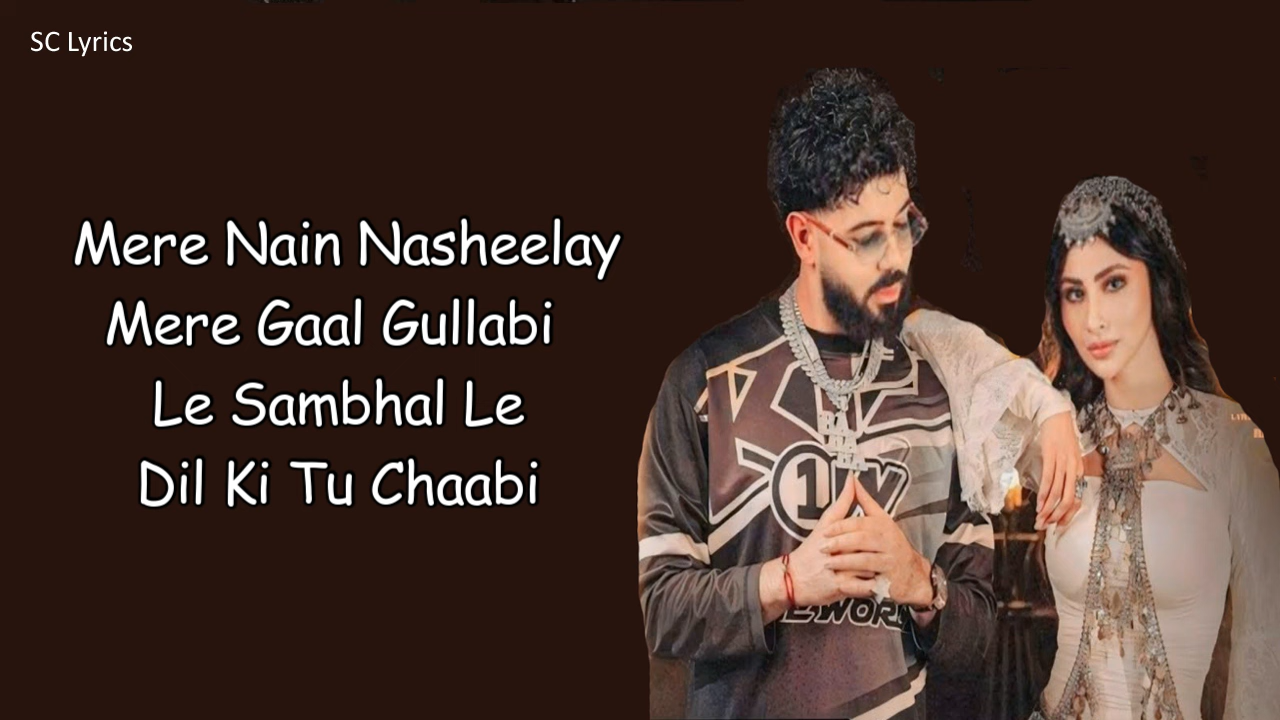 SC Lyrics
Mere Nain Nasheelay
Mere Gaal Gullabi
Le Sambhal Le
Dil Ki Tu Chaabi